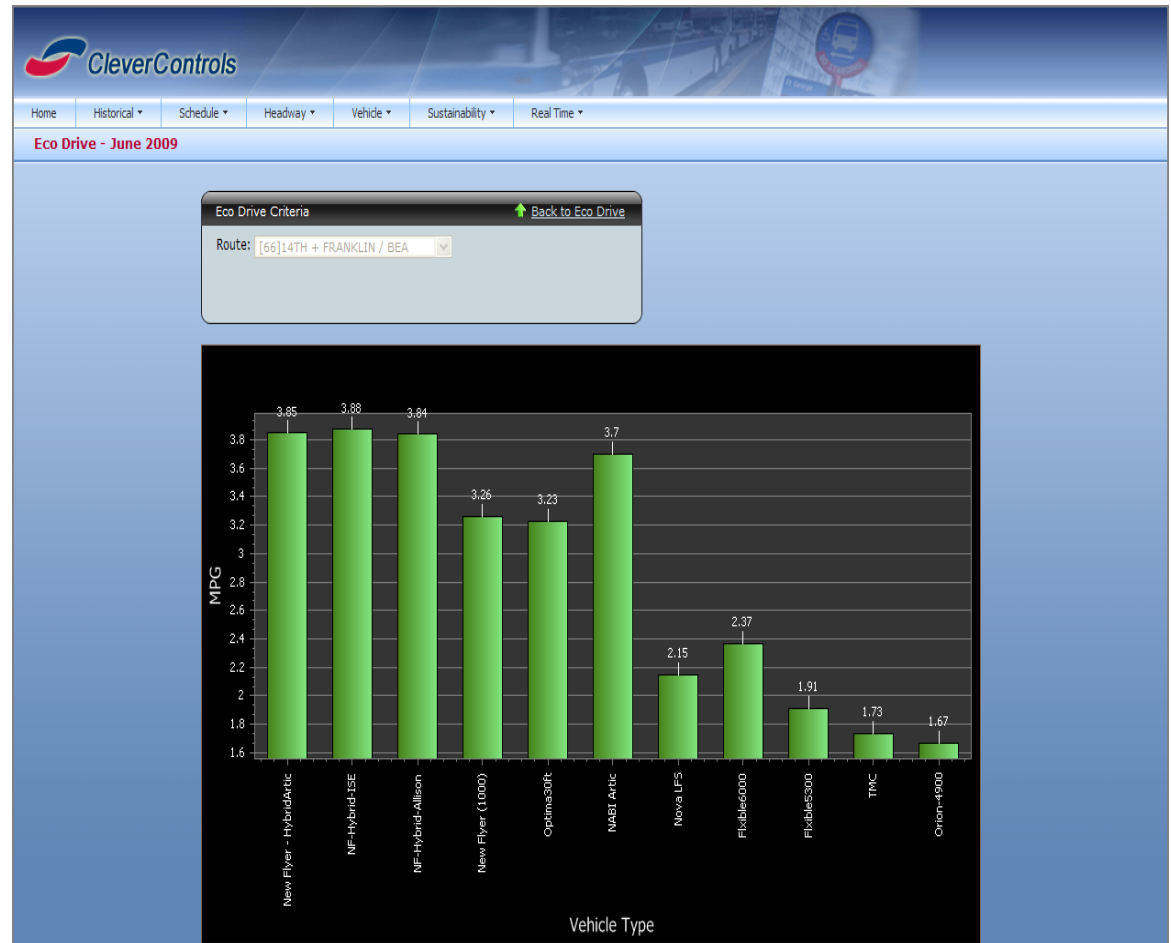 CleverControls
Home Historical Schedule Headway Vehicle Sustainability Real Time
Eco Drive - June 2009
Eco Drive Criteria Back to Eco Drive
Route: [66]14TH + FRANKLIN / BEA
3.85 3.88 3.84 3.26 3.23 3.7 2.15 2.37 1.91 1.73 1.67
3.8
3.6
3.4
3.2
3
2.8
2.6
2.4
2.2
2
1.8
1.6
MPG
New Flyer - HybridArtic
NF-Hybrid-ISE
NF-Hybrid-Allison
New Flyer (1000)
Optima30ft
NABI Artic
Nova LFS
Flxible6000
Flxible5300
TMC
Orion-4900
Vehicle Type